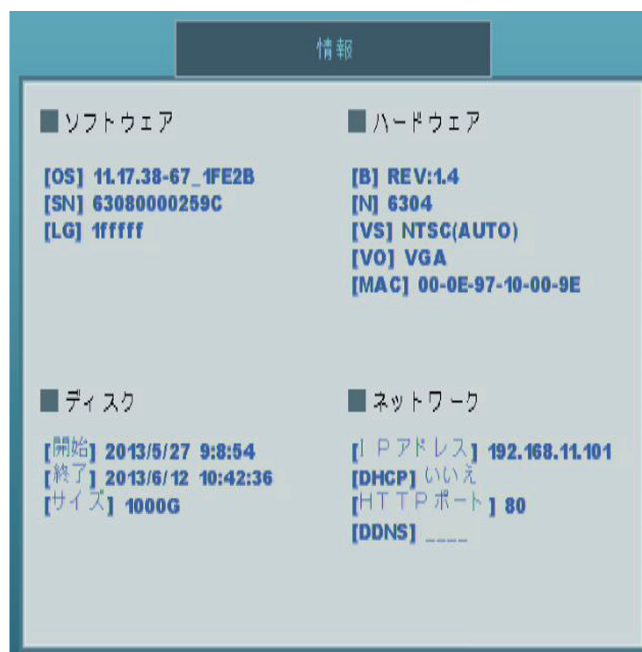 情報
■ ソフトウェア
[OS] 11.17.38-67_1FE2B
[SN] 63080000259C
[LG] 1fffff
■ ハードウェア
[B] REV:1.4
[N] 6304
[VS] NTSC(AUTO)
[VO] VGA
[MAC] 00-0E-97-10-00-9E
■ ディスク
[開始] 2013/5/27 9:8:54
[終了] 2013/6/12 10:42:36
[サイズ] 1000G
■ ネットワーク
[ＩＰアドレス] 192.168.11.101
[DHCP] いいえ
[ＨＴＴＰポート] 80
[DDNS] ____